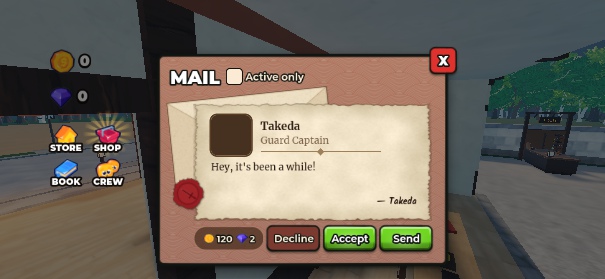 0
0
STORE
SHOP
BOOK
CREW
MAIL
Active only
X
Takeda
Guard Captain
Hey, it's been a while!
— Takeda
120
2
Decline
Accept
Send